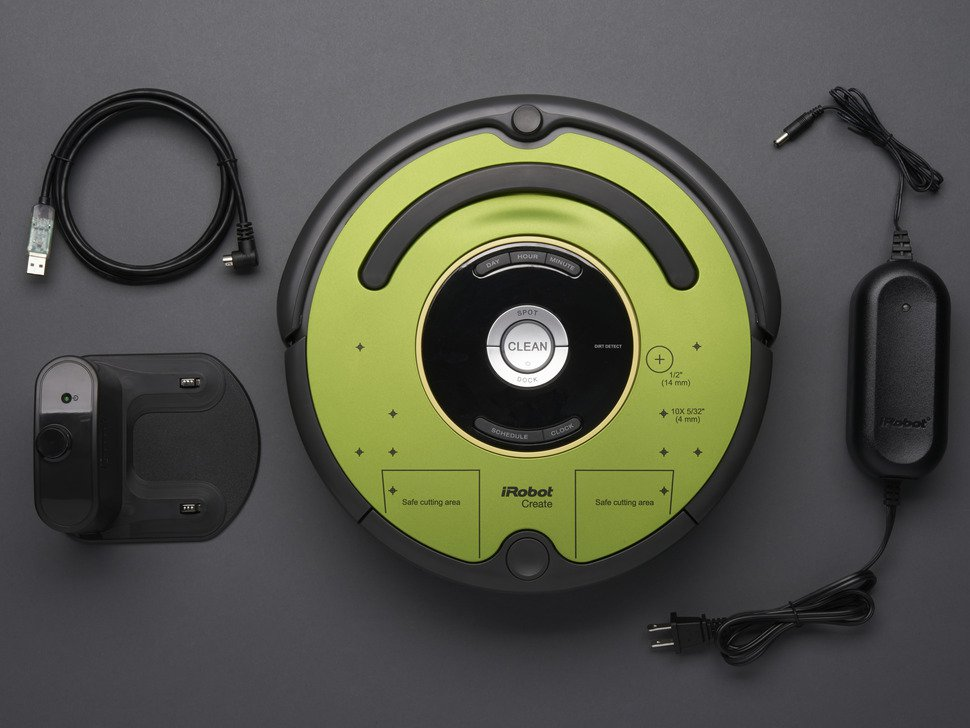 DAY HOUR MINUTE
SPOT
CLEAN
DOCK
DIRT DETECT
1/2"
(14 mm)
10X 5/32"
(4 mm)
SCHEDULE CLOCK
iRobot
Create
Safe cutting area
Safe cutting area
iRobot